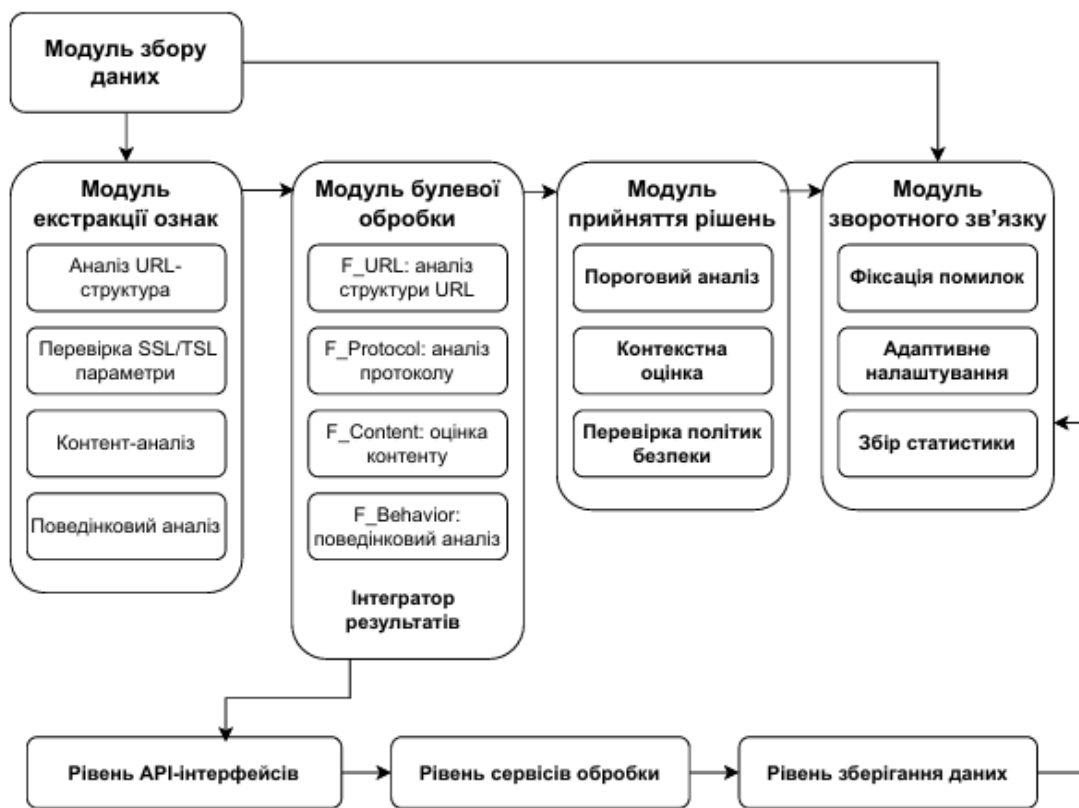 Модуль збору
даних
Модуль
екстракції ознак
Аналіз URL-
структура
Перевірка SSL/TSL
параметри
Контент-аналіз
Поведінковий аналіз
Модуль булевої
обробки
F_URL: аналіз
структури URL
F_Protocol: аналіз
протоколу
F_Content: оцінка
контенту
F_Behavior:
поведінковий аналіз
Інтегратор
результатів
Модуль
прийняття рішень
Пороговий аналіз
Контекстна
оцінка
Перевірка політик
безпеки
Модуль
зворотного зв’язку
Фіксація помилок
Адаптивне
налаштування
Збір статистики
Рівень API-інтерфейсів
Рівень сервісів обробки
Рівень зберігання даних